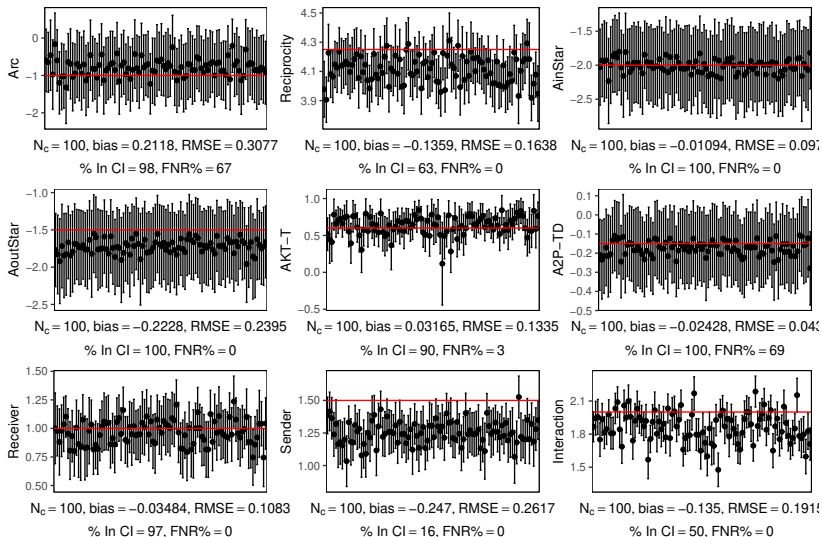 Arc
0
−1
−2
N_c = 100, bias = 0.2118, RMSE = 0.3077
% In CI = 98, FNR% = 67
Reciprocity
4.5
4.3
4.1
3.9
N_c = 100, bias = −0.1359, RMSE = 0.1638
% In CI = 63, FNR% = 0
AinStar
−1.5
−2.0
−2.5
N_c = 100, bias = −0.01094, RMSE = 0.097
% In CI = 100, FNR% = 0
AoutStar
−1.0
−1.5
−2.0
−2.5
N_c = 100, bias = −0.2228, RMSE = 0.2395
% In CI = 100, FNR% = 0
AKT−T
1.0
0.5
0.0
−0.5
N_c = 100, bias = 0.03165, RMSE = 0.1335
% In CI = 90, FNR% = 3
A2P−TD
0.1
0.0
−0.1
−0.2
−0.3
−0.4
−0.5
N_c = 100, bias = −0.02428, RMSE = 0.043
% In CI = 100, FNR% = 69
Receiver
1.50
1.25
1.00
0.75
0.50
N_c = 100, bias = −0.03484, RMSE = 0.1083
% In CI = 97, FNR% = 0
Sender
1.50
1.25
1.00
N_c = 100, bias = −0.247, RMSE = 0.2617
% In CI = 16, FNR% = 0
Interaction
2.1
1.8
1.5
N_c = 100, bias = −0.135, RMSE = 0.1915
% In CI = 50, FNR% = 0